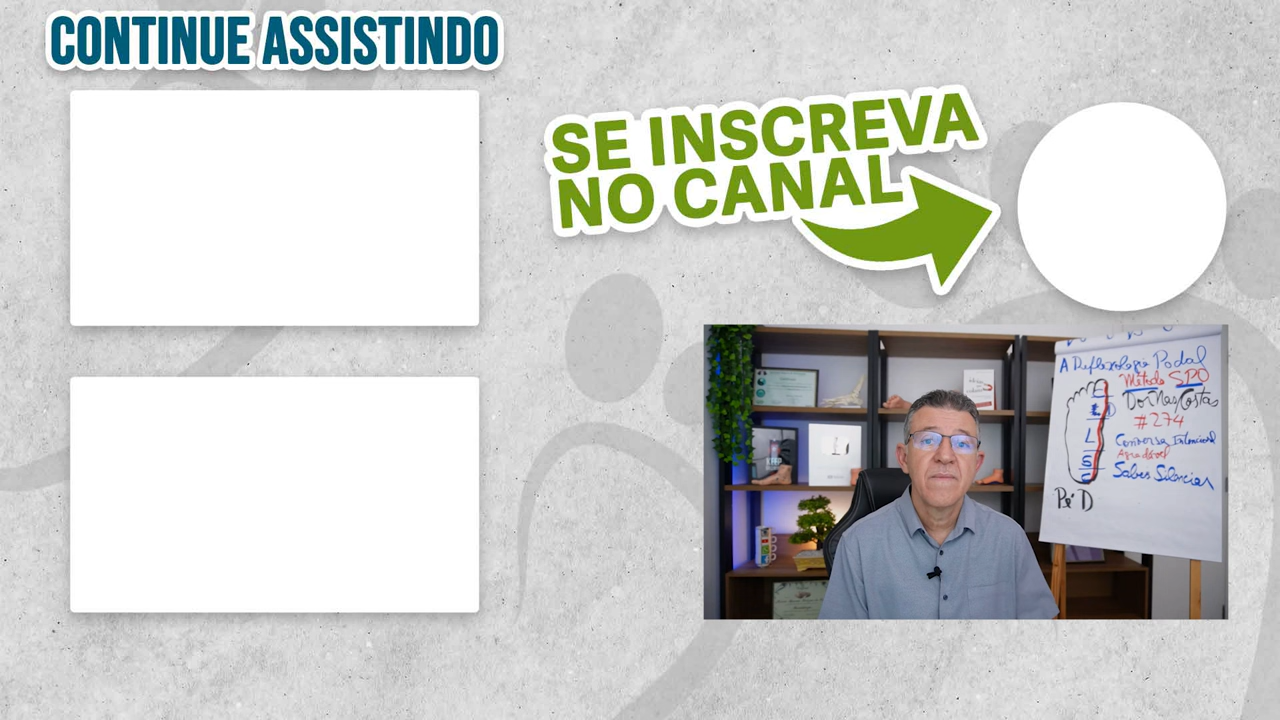 CONTINUE ASSISTINDO
SE INSCREVA
NO CANAL
A Reflexologia Podal
Método SPO
Dor Nas Costas
#274
Conversa Intencional
Agradável
Saber Silenciar
L
S
C
Pé D